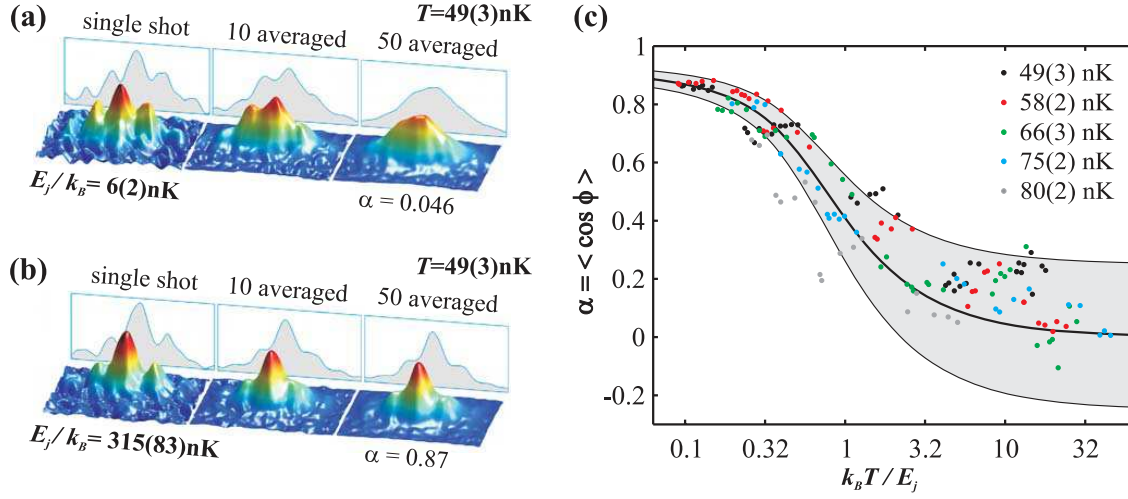 (a)
T=49(3)nK
single shot
10 averaged
50 averaged
E_j / k_B = 6(2)nK
α = 0.046
(b)
T=49(3)nK
single shot
10 averaged
50 averaged
E_j / k_B = 315(83)nK
α = 0.87
(c)
α = < cos ϕ >
1
0.8
0.6
0.4
0.2
0
-0.2
49(3) nK
58(2) nK
66(3) nK
75(2) nK
80(2) nK
0.1 0.32 1 3.2 10 32
k_B T / E_j